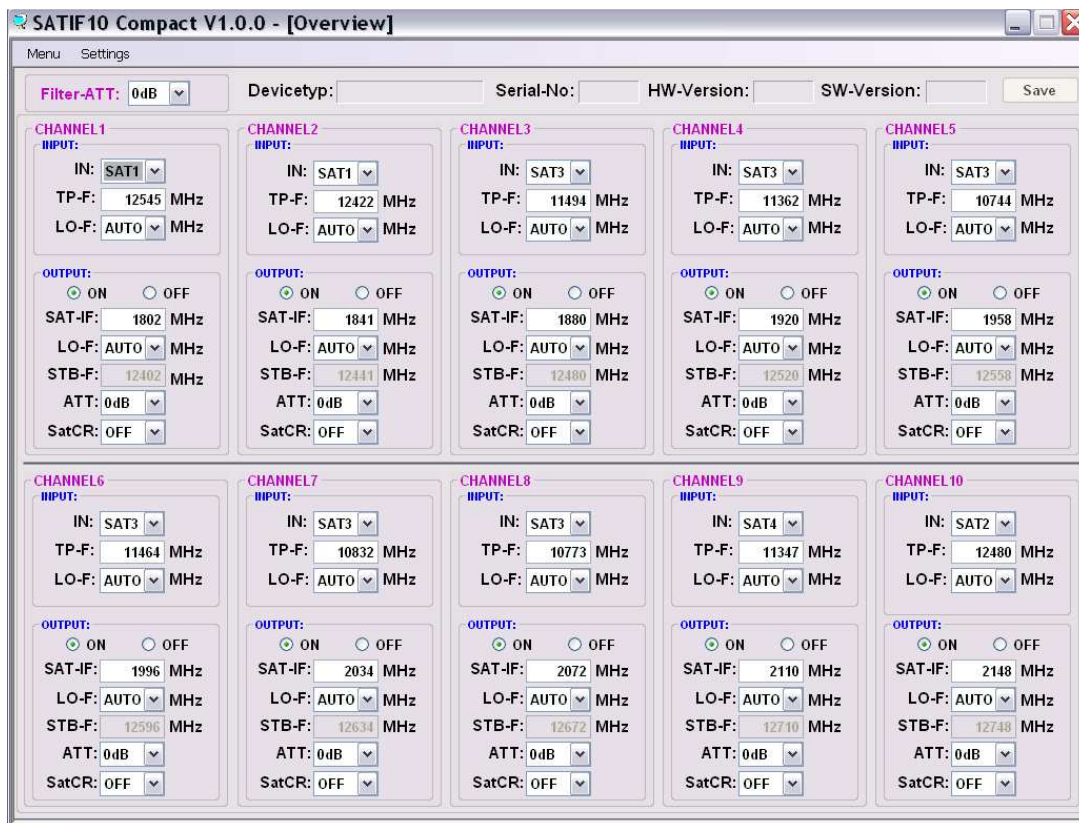 SATIF10 Compact V1.0.0 - [Overview]
Menu Settings
Filter-ATT: 0dB Devicetyp: Serial-No: HW-Version: SW-Version: Save
CHANNEL1 CHANNEL2 CHANNEL3 CHANNEL4 CHANNEL5
INPUT: INPUT: INPUT: INPUT: INPUT:
IN: SAT1 IN: SAT1 IN: SAT3 IN: SAT3 IN: SAT3
TP-F: 12545 MHz TP-F: 12422 MHz TP-F: 11494 MHz TP-F: 11362 MHz TP-F: 10744 MHz
LO-F: AUTO MHz LO-F: AUTO MHz LO-F: AUTO MHz LO-F: AUTO MHz LO-F: AUTO MHz
OUTPUT: OUTPUT: OUTPUT: OUTPUT: OUTPUT:
ON OFF ON OFF ON OFF ON OFF ON OFF
SAT-IF: 1802 MHz SAT-IF: 1841 MHz SAT-IF: 1880 MHz SAT-IF: 1920 MHz SAT-IF: 1958 MHz
LO-F: AUTO MHz LO-F: AUTO MHz LO-F: AUTO MHz LO-F: AUTO MHz LO-F: AUTO MHz
STB-F: 12402 MHz STB-F: 12441 MHz STB-F: 12480 MHz STB-F: 12520 MHz STB-F: 12558 MHz
ATT: 0dB ATT: 0dB ATT: 0dB ATT: 0dB ATT: 0dB
SatCR: OFF SatCR: OFF SatCR: OFF SatCR: OFF SatCR: OFF
CHANNEL6 CHANNEL7 CHANNEL8 CHANNEL9 CHANNEL10
INPUT: INPUT: INPUT: INPUT: INPUT:
IN: SAT3 IN: SAT3 IN: SAT3 IN: SAT4 IN: SAT2
TP-F: 11464 MHz TP-F: 10832 MHz TP-F: 10773 MHz TP-F: 11347 MHz TP-F: 12480 MHz
LO-F: AUTO MHz LO-F: AUTO MHz LO-F: AUTO MHz LO-F: AUTO MHz LO-F: AUTO MHz
OUTPUT: OUTPUT: OUTPUT: OUTPUT: OUTPUT:
ON OFF ON OFF ON OFF ON OFF ON OFF
SAT-IF: 1996 MHz SAT-IF: 2034 MHz SAT-IF: 2072 MHz SAT-IF: 2110 MHz SAT-IF: 2148 MHz
LO-F: AUTO MHz LO-F: AUTO MHz LO-F: AUTO MHz LO-F: AUTO MHz LO-F: AUTO MHz
STB-F: 12596 MHz STB-F: 12634 MHz STB-F: 12672 MHz STB-F: 12710 MHz STB-F: 12748 MHz
ATT: 0dB ATT: 0dB ATT: 0dB ATT: 0dB ATT: 0dB
SatCR: OFF SatCR: OFF SatCR: OFF SatCR: OFF SatCR: OFF